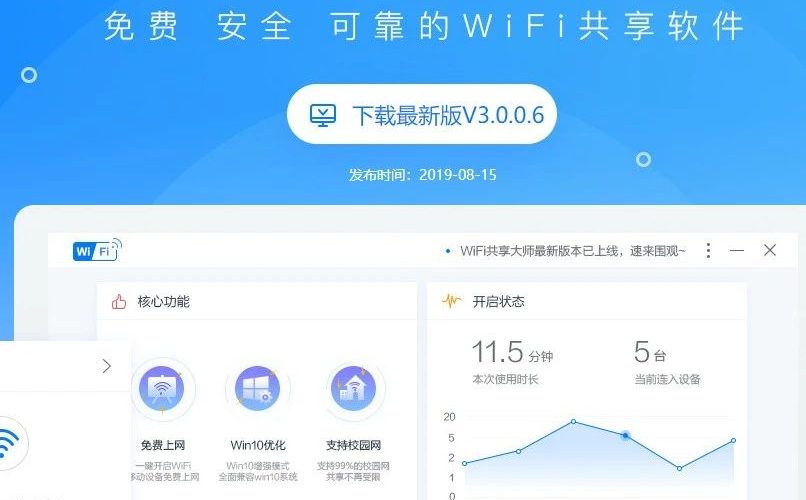 免费 安全 可靠的WiFi共享软件
下载最新版V3.0.0.6
发布时间：2019-08-15
WiFi
WiFi共享大师最新版本已上线，速来围观~
核心功能
免费上网
一键开启WiFi
移动设备免费上网
Win10优化
Win10增强模式
全面兼容win10系统
支持校园网
支持99%的校园网
共享不再受限
开启状态
11.5 分钟
本次使用时长
5 台
当前连入设备
20
5
2
1
1
0